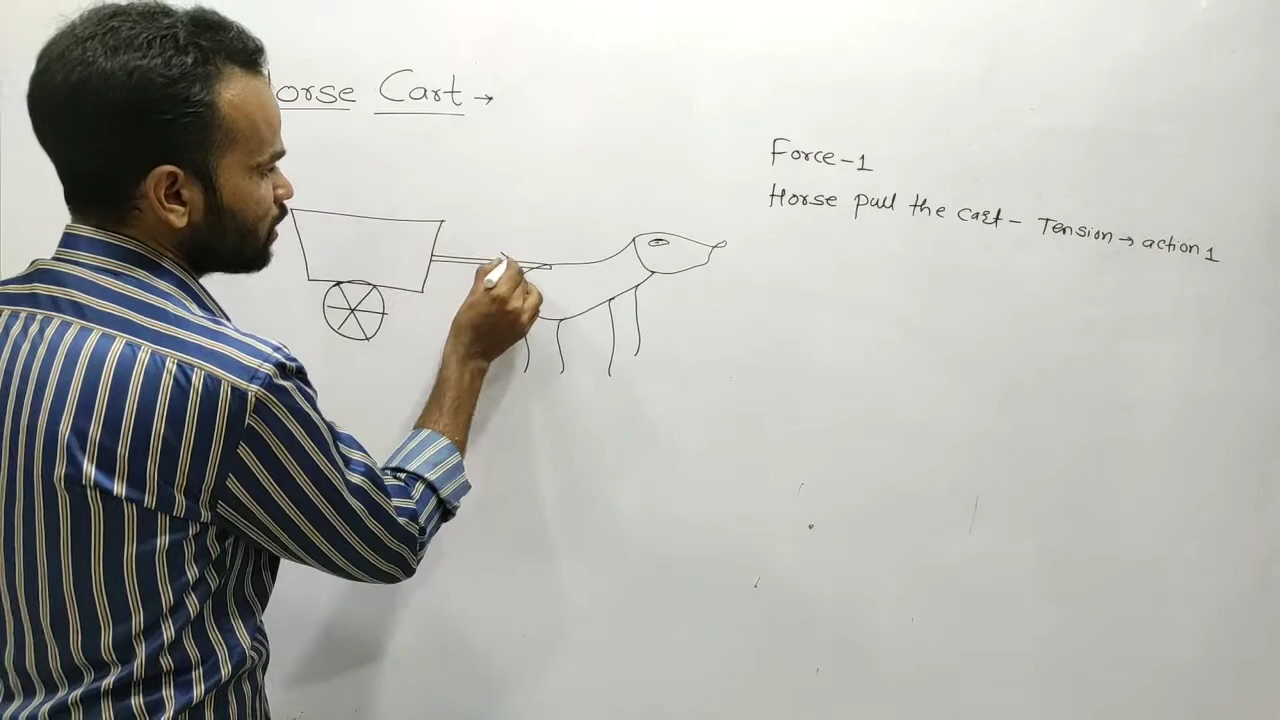 orse Cart →
Force-1
Horse pull the cart - Tension → action 1